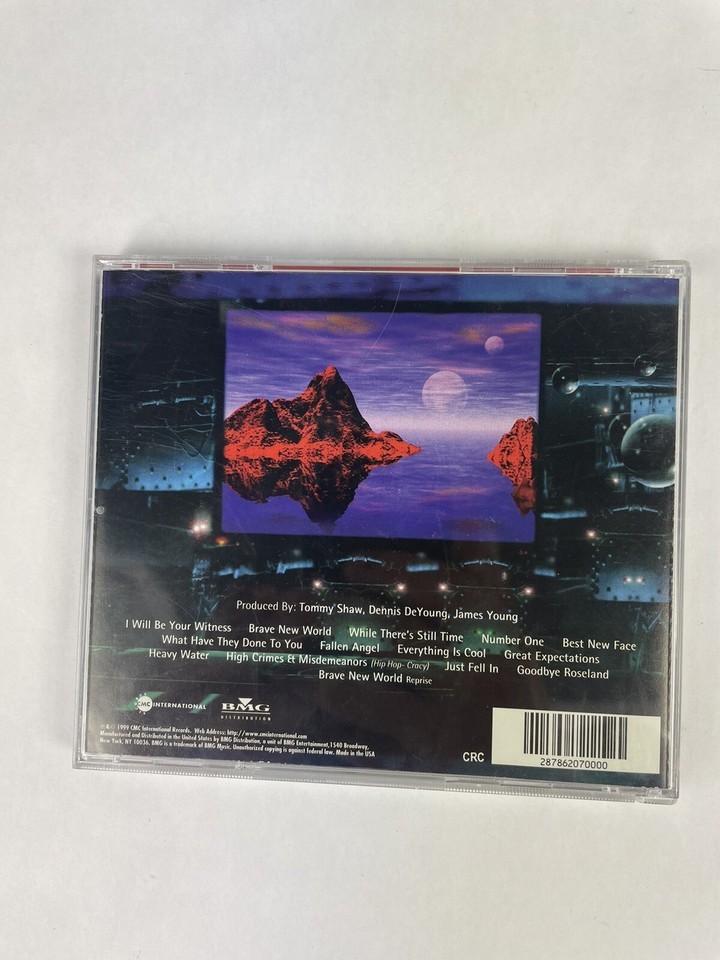 Produced By: Tommy Shaw, Dennis DeYoung, James Young
I Will Be Your Witness Brave New World While There's Still Time Number One Best New Face
What Have They Done To You Fallen Angel Everything Is Cool Great Expectations
Heavy Water High Crimes & Misdemeanors (Hip Hop- Cracy) Just Fell In Goodbye Roseland
Brave New World Reprise
CMC INTERNATIONAL BMG
DISTRIBUTION
℗ & © 1999 CMC International Records. Web Address: http://www.cmcinternational.com
Manufactured and Distributed in the United States by BMG Distribution, a unit of BMG Entertainment, 1540 Broadway,
New York, NY 10036. BMG is a trademark of BMG Music. Unauthorized copying is against federal law. Made in the USA
CRC
287862070000